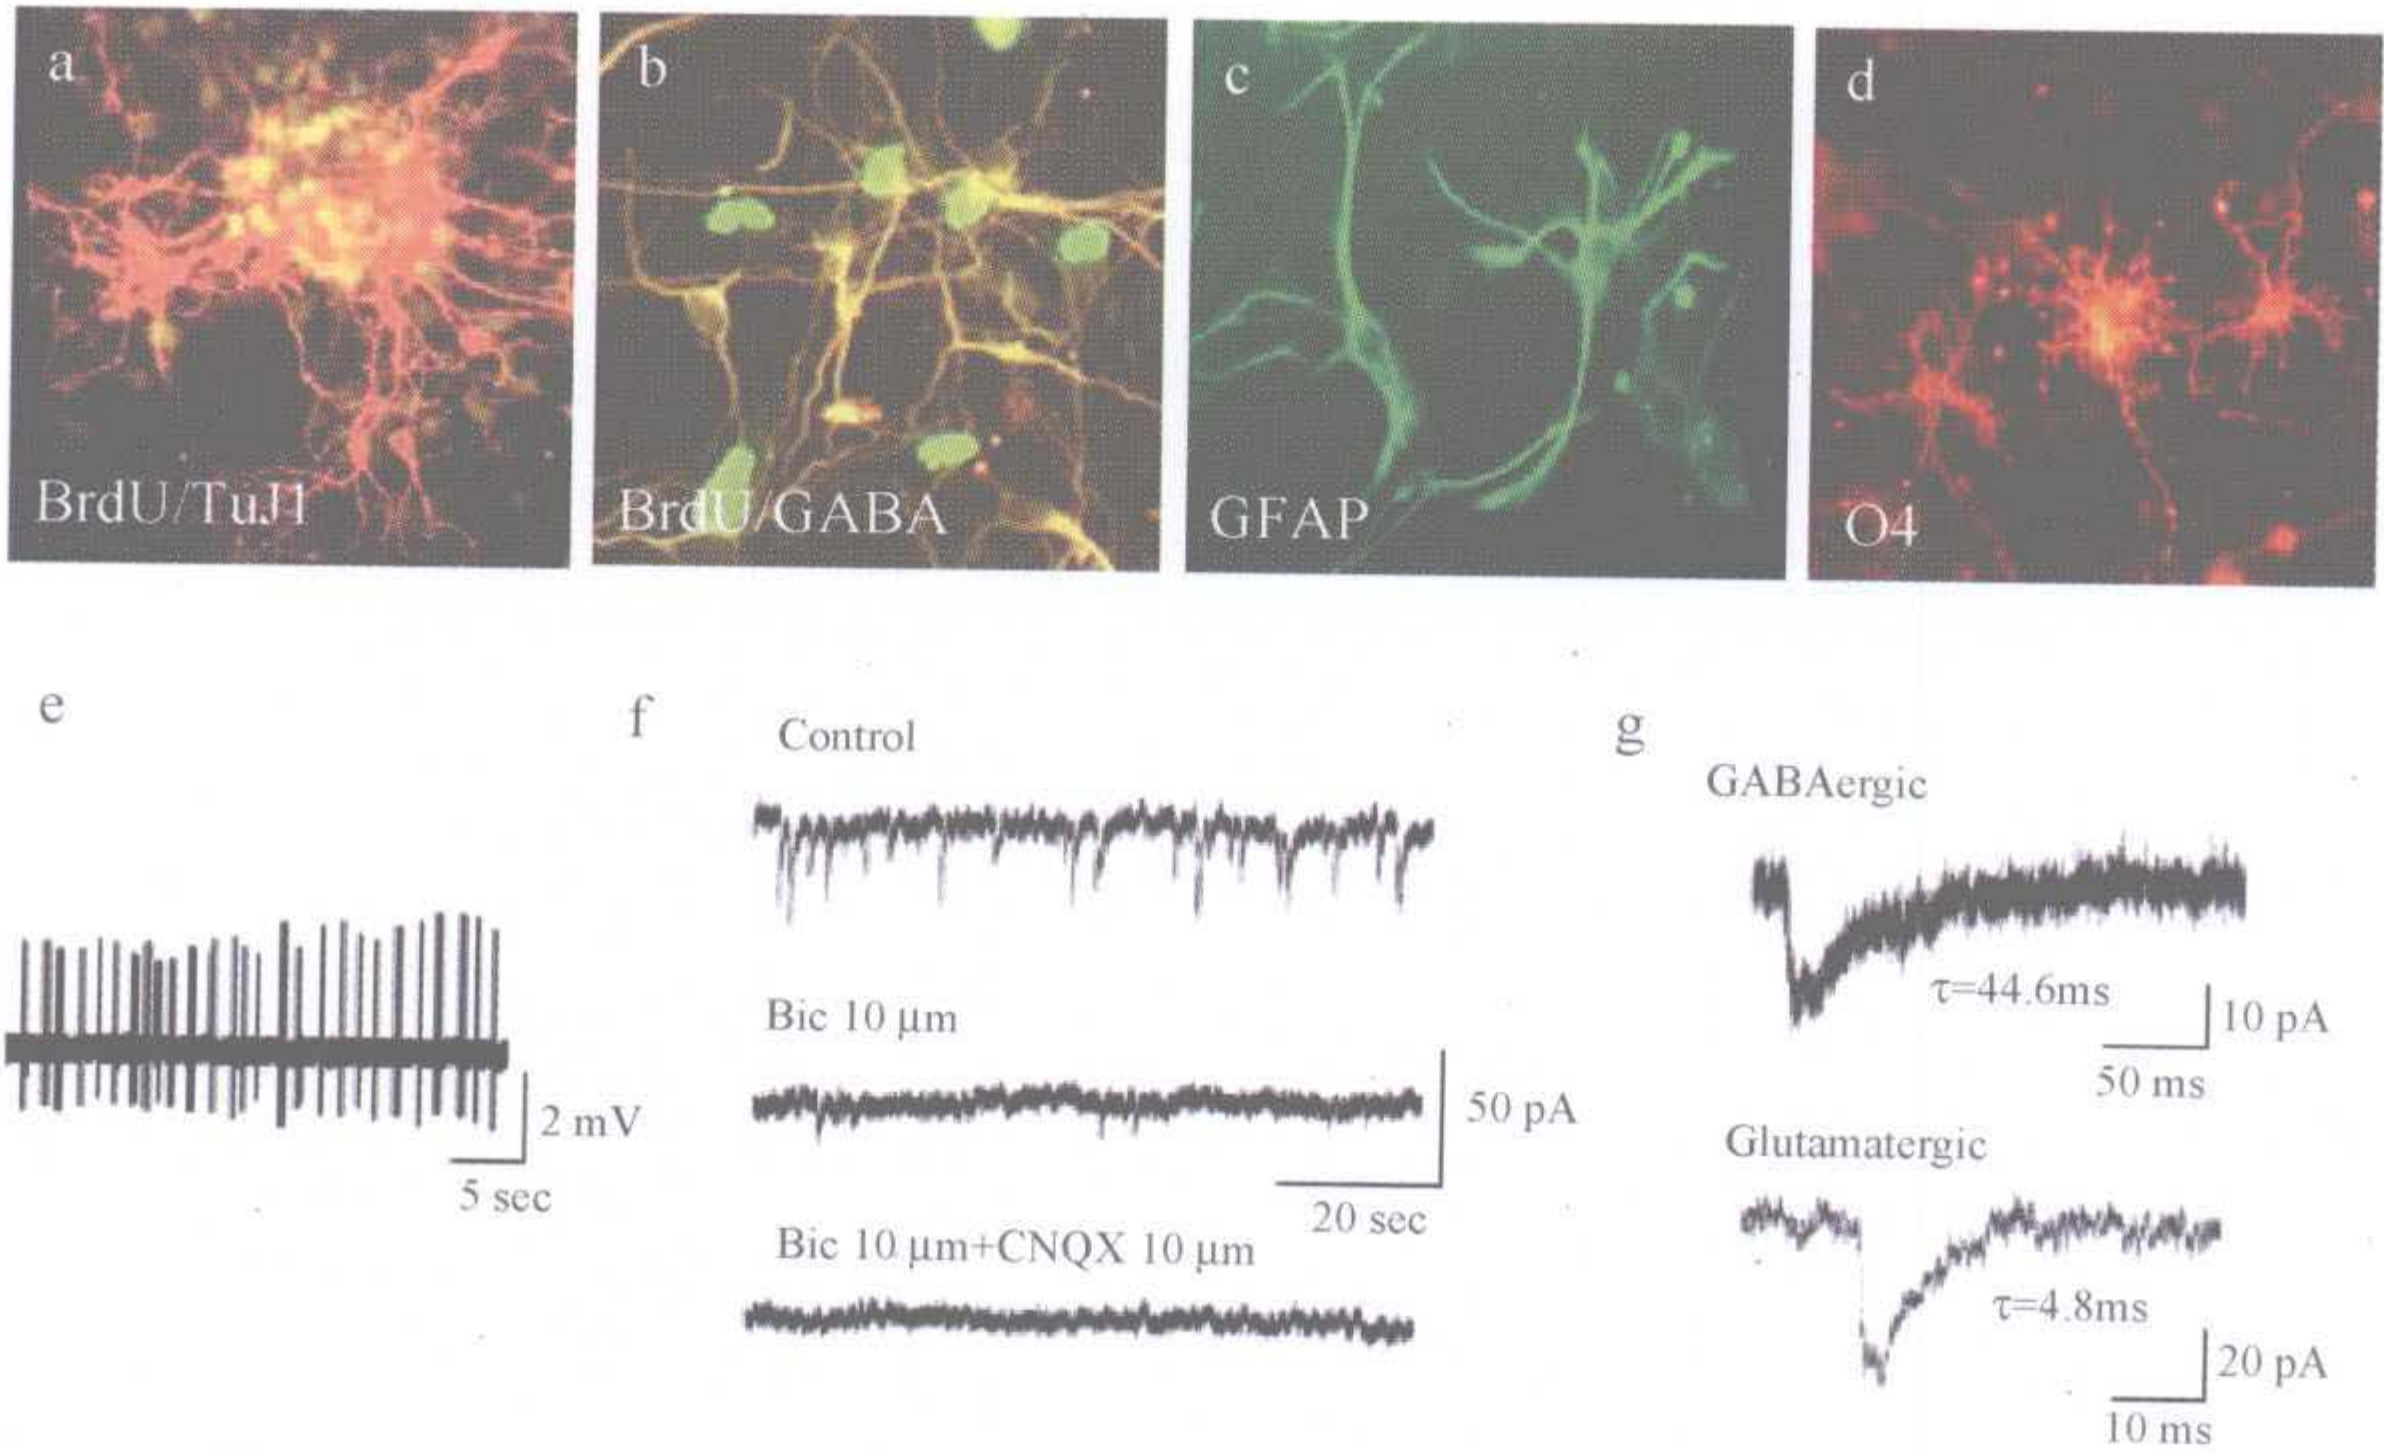 a
BrdU/TuJ1
b
BrdU/GABA
c
GFAP
d
O4
e
2 mV
5 sec
f
Control
Bic 10 μm
50 pA
20 sec
Bic 10 μm+CNQX 10 μm
g
GABAergic
τ=44.6ms
10 pA
50 ms
Glutamatergic
τ=4.8ms
20 pA
10 ms